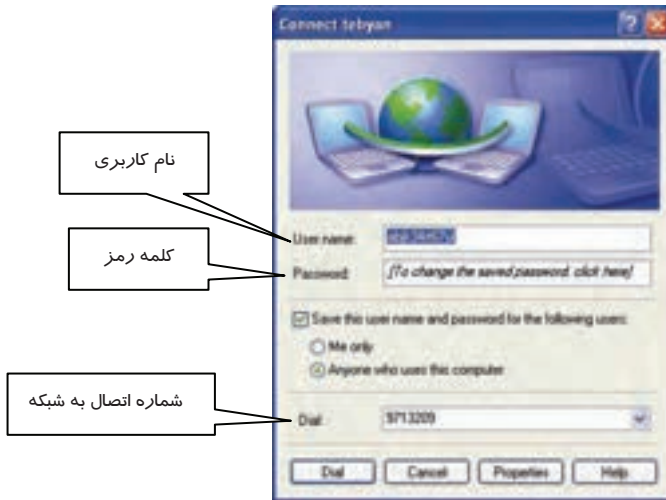 Connect tebyan
نام کاربری
User name:
کلمه رمز
Password: [To change the saved password, click here]
Save this user name and password for the following users:
Me only
Anyone who uses this computer
شماره اتصال به شبکه
Dial: 9713209
Dial Cancel Properties Help